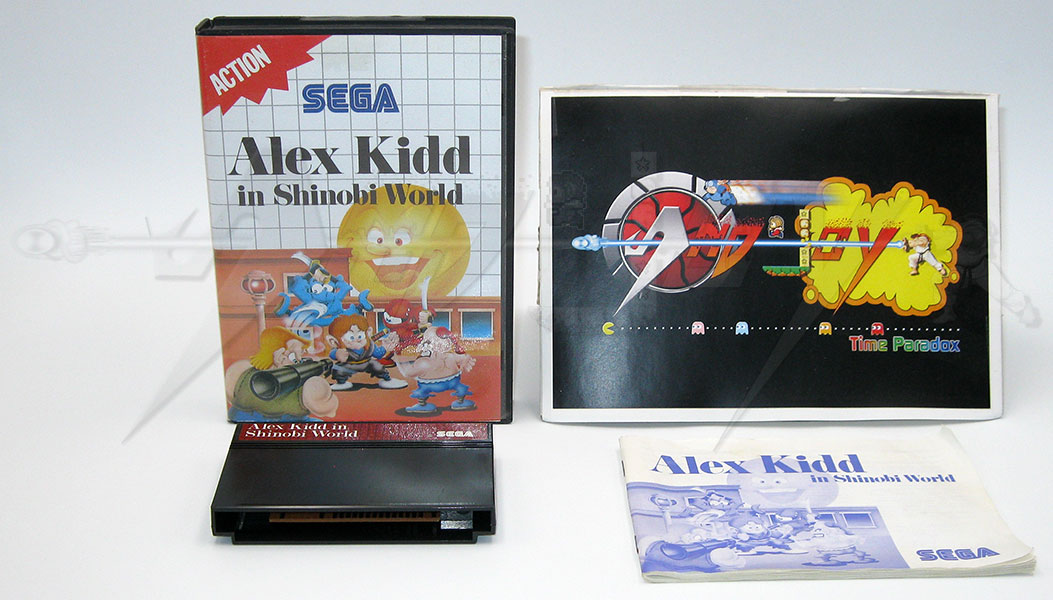 ACTION
SEGA
Alex Kidd
in Shinobi World
Alex Kidd in
Shinobi World
SEGA
Time Paradox
Alex Kidd
in Shinobi World
SEGA